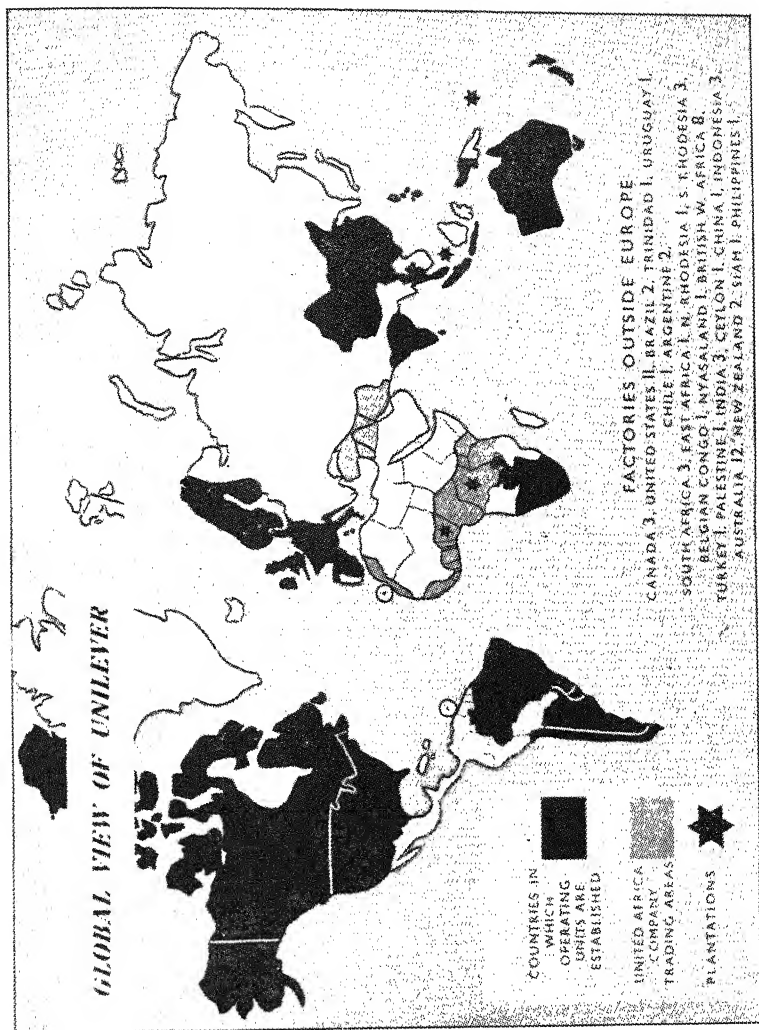 GLOBAL VIEW OF UNILEVER
COUNTRIES IN
WHICH
OPERATING
UNITS ARE
ESTABLISHED
UNITED AFRICA
COMPANY
TRADING AREAS
PLANTATIONS
FACTORIES OUTSIDE EUROPE
CANADA 3, UNITED STATES 11, BRAZIL 2, TRINIDAD 1, URUGUAY 1,
CHILE 1, ARGENTINE 2.
SOUTH AFRICA 3, EAST AFRICA 1, N. RHODESIA 1, S. RHODESIA 3,
BELGIAN CONGO 1, NYASALAND 1, BRITISH W. AFRICA 8.
TURKEY 1, PALESTINE 1, INDIA 3, CEYLON 1, CHINA 1, INDONESIA 3.
AUSTRALIA 12, NEW ZEALAND 2, SIAM 1, PHILIPPINES 1.